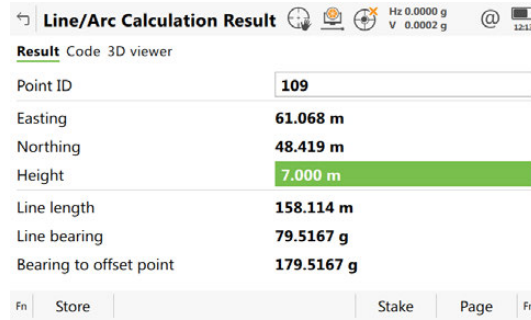 Line/Arc Calculation Result Hz 0.0000 g
V 0.0002 g
Result Code 3D viewer
Point ID 109
Easting 61.068 m
Northing 48.419 m
Height 7.000 m
Line length 158.114 m
Line bearing 79.5167 g
Bearing to offset point 179.5167 g
Fn Store Stake Page